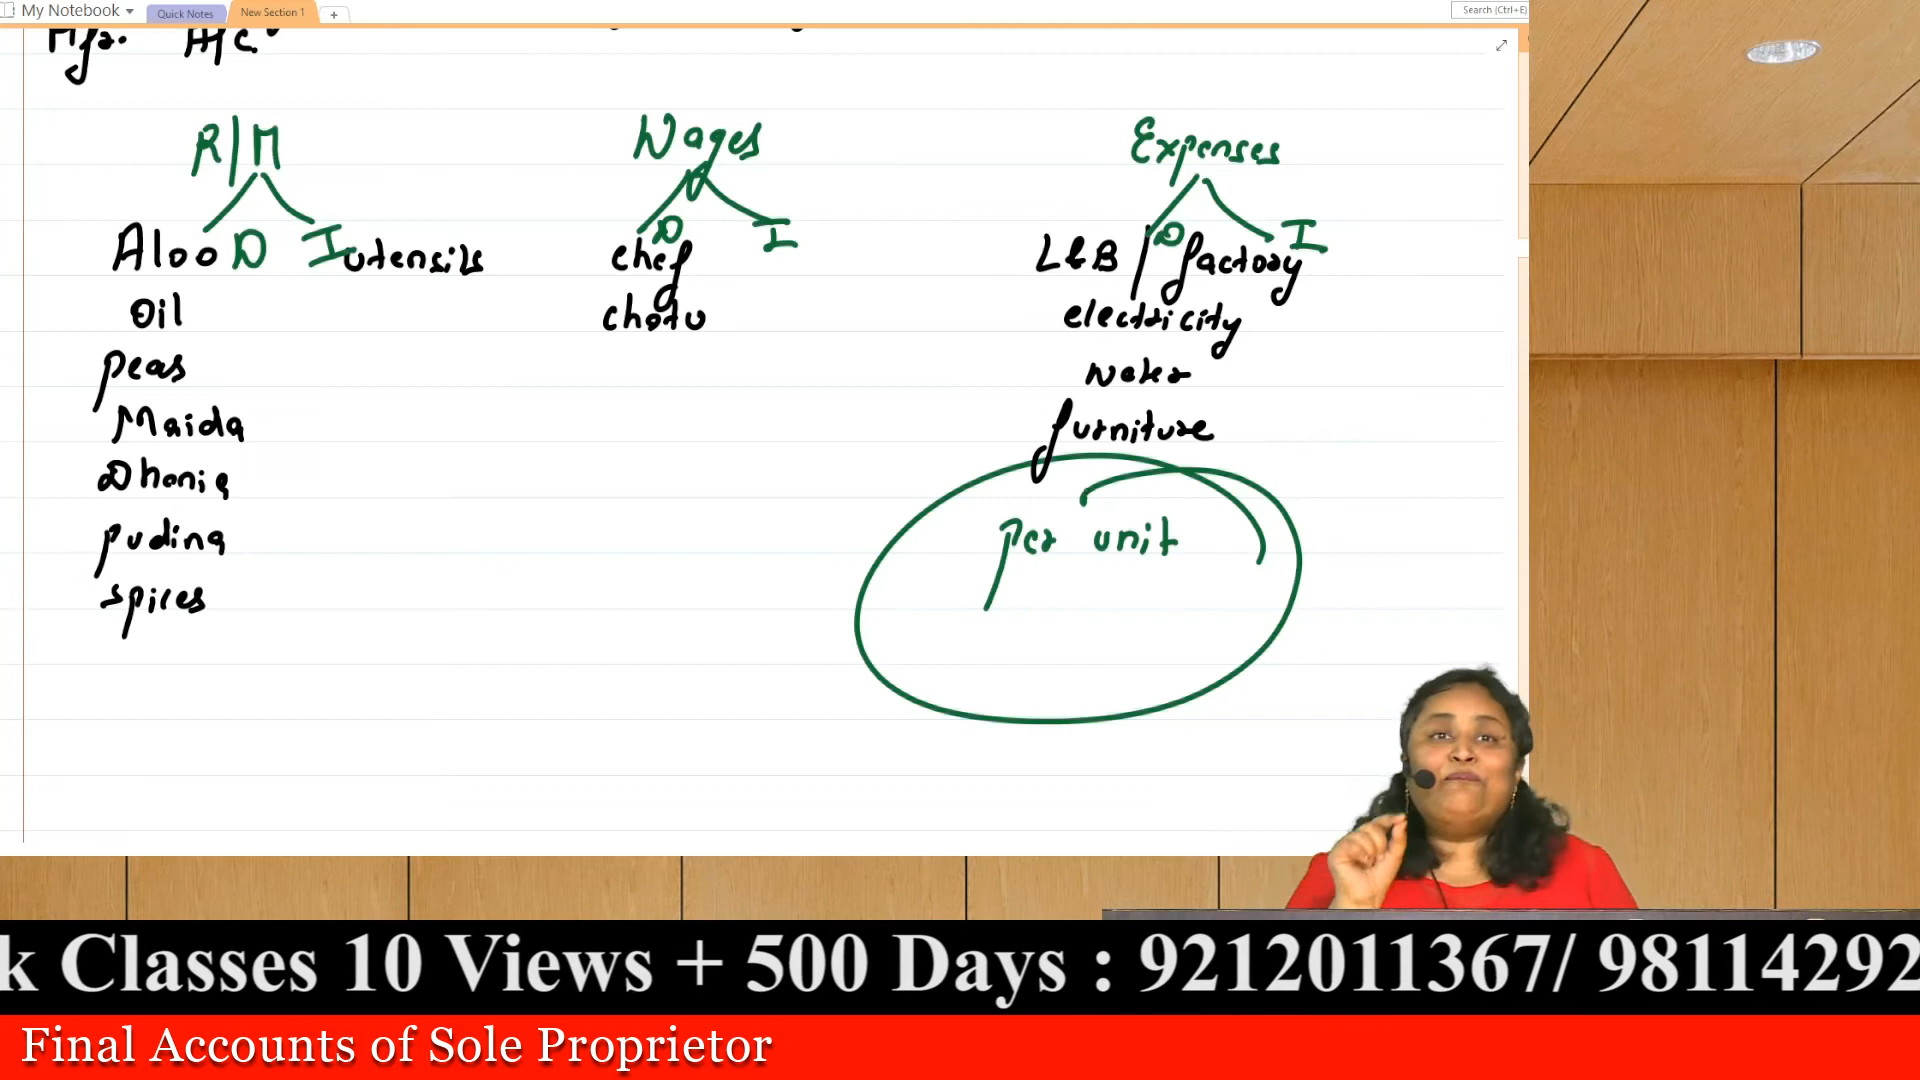 My Notebook
Quick Notes
New Section 1
+
Search (Ctrl+E)
Mfr. A/C
R/M
Wages
Expenses
D I
D I
D I
Aloo
utensils
chef
L&B / factory
Oil
chotu
electricity
Peas
water
Maida
furniture
Dhania
pudina
per unit
spices
k Classes 10 Views + 500 Days : 9212011367/ 98114292
Final Accounts of Sole Proprietor